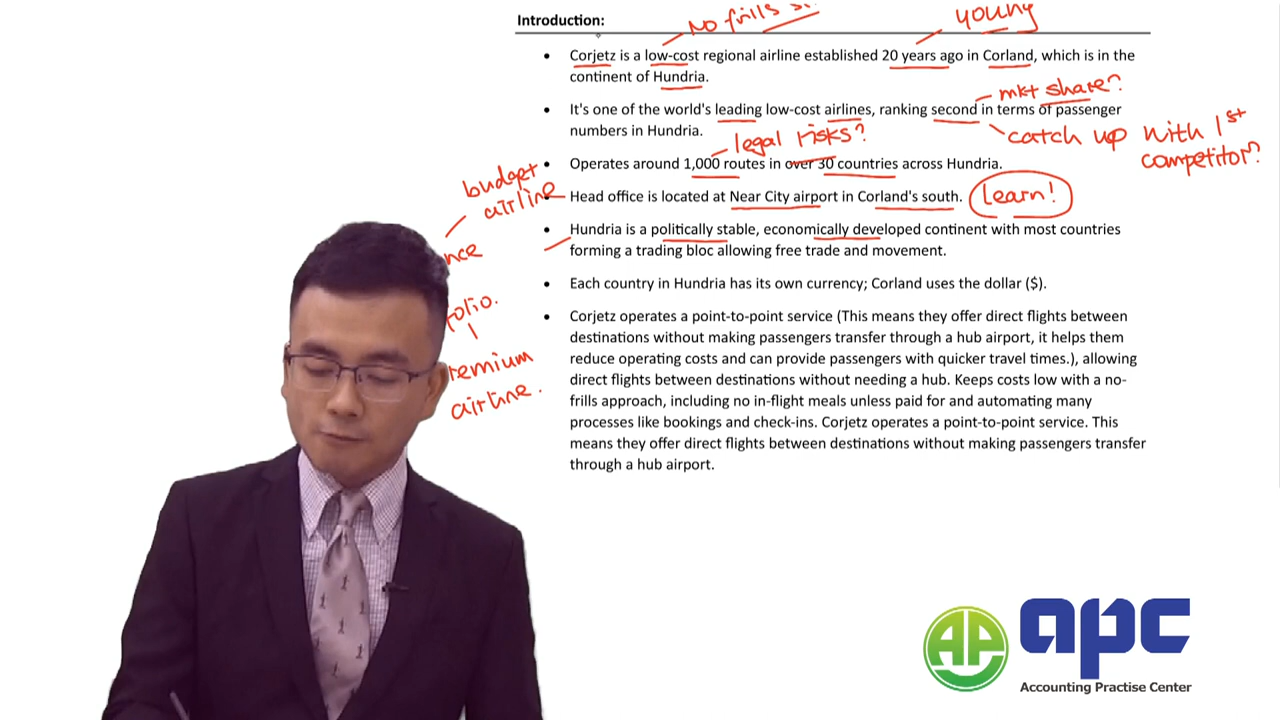 No frills
young
Introduction:
• Corjetz is a low-cost regional airline established 20 years ago in Corland, which is in the
continent of Hundria.
mkt share?
• It's one of the world's leading low-cost airlines, ranking second in terms of passenger
numbers in Hundria.
catch up with 1st
competitor?
legal risks?
• Operates around 1,000 routes in over 30 countries across Hundria.
budget
airline
• Head office is located at Near City airport in Corland's south.
learn!
• Hundria is a politically stable, economically developed continent with most countries
forming a trading bloc allowing free trade and movement.
nce
• Each country in Hundria has its own currency; Corland uses the dollar ($).
folio.
• Corjetz operates a point-to-point service (This means they offer direct flights between
destinations without making passengers transfer through a hub airport, it helps them
reduce operating costs and can provide passengers with quicker travel times.), allowing
direct flights between destinations without needing a hub. Keeps costs low with a no-
frills approach, including no in-flight meals unless paid for and automating many
processes like bookings and check-ins. Corjetz operates a point-to-point service. This
means they offer direct flights between destinations without making passengers transfer
through a hub airport.
remium
airline.
AP
apc
Accounting Practise Center